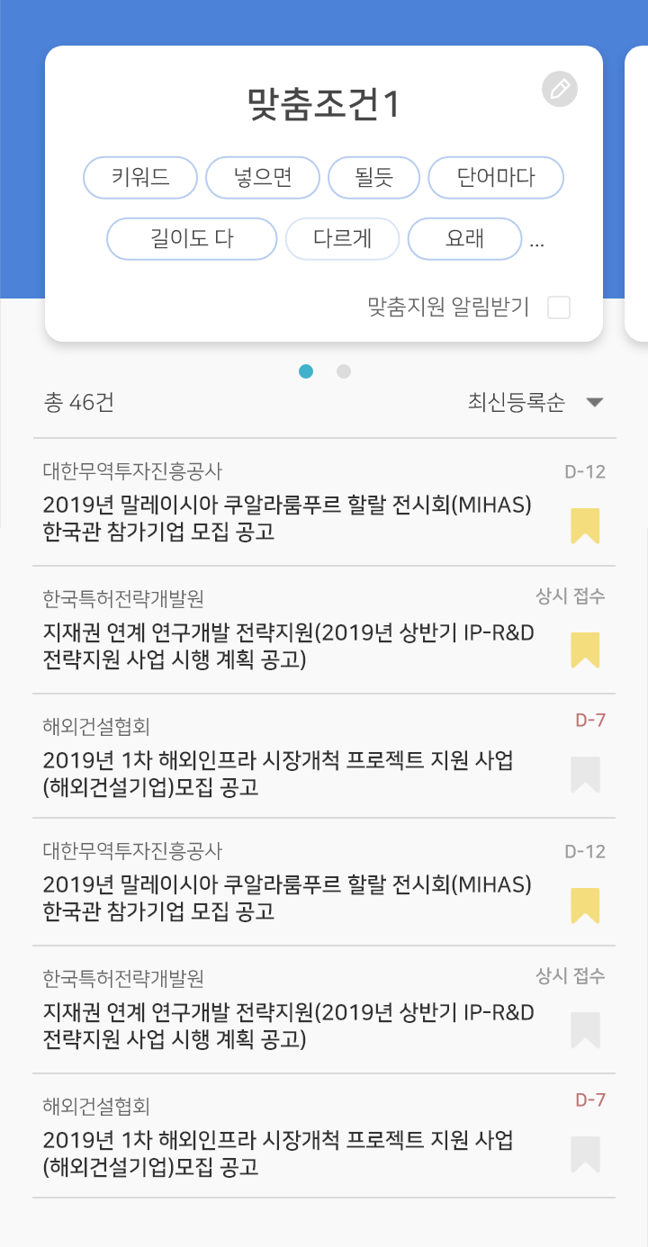 맞춤조건1
키워드 넣으면 될듯 단어마다
길이도 다 다르게 요래 ...
맞춤지원 알림받기
총 46건 최신등록순
대한무역투자진흥공사 D-12
2019년 말레이시아 쿠알라룸푸르 할랄 전시회(MIHAS)
한국관 참가기업 모집 공고
한국특허전략개발원 상시 접수
지재권 연계 연구개발 전략지원(2019년 상반기 IP-R&D
전략지원 사업 시행 계획 공고)
해외건설협회 D-7
2019년 1차 해외인프라 시장개척 프로젝트 지원 사업
(해외건설기업)모집 공고
대한무역투자진흥공사 D-12
2019년 말레이시아 쿠알라룸푸르 할랄 전시회(MIHAS)
한국관 참가기업 모집 공고
한국특허전략개발원 상시 접수
지재권 연계 연구개발 전략지원(2019년 상반기 IP-R&D
전략지원 사업 시행 계획 공고)
해외건설협회 D-7
2019년 1차 해외인프라 시장개척 프로젝트 지원 사업
(해외건설기업)모집 공고